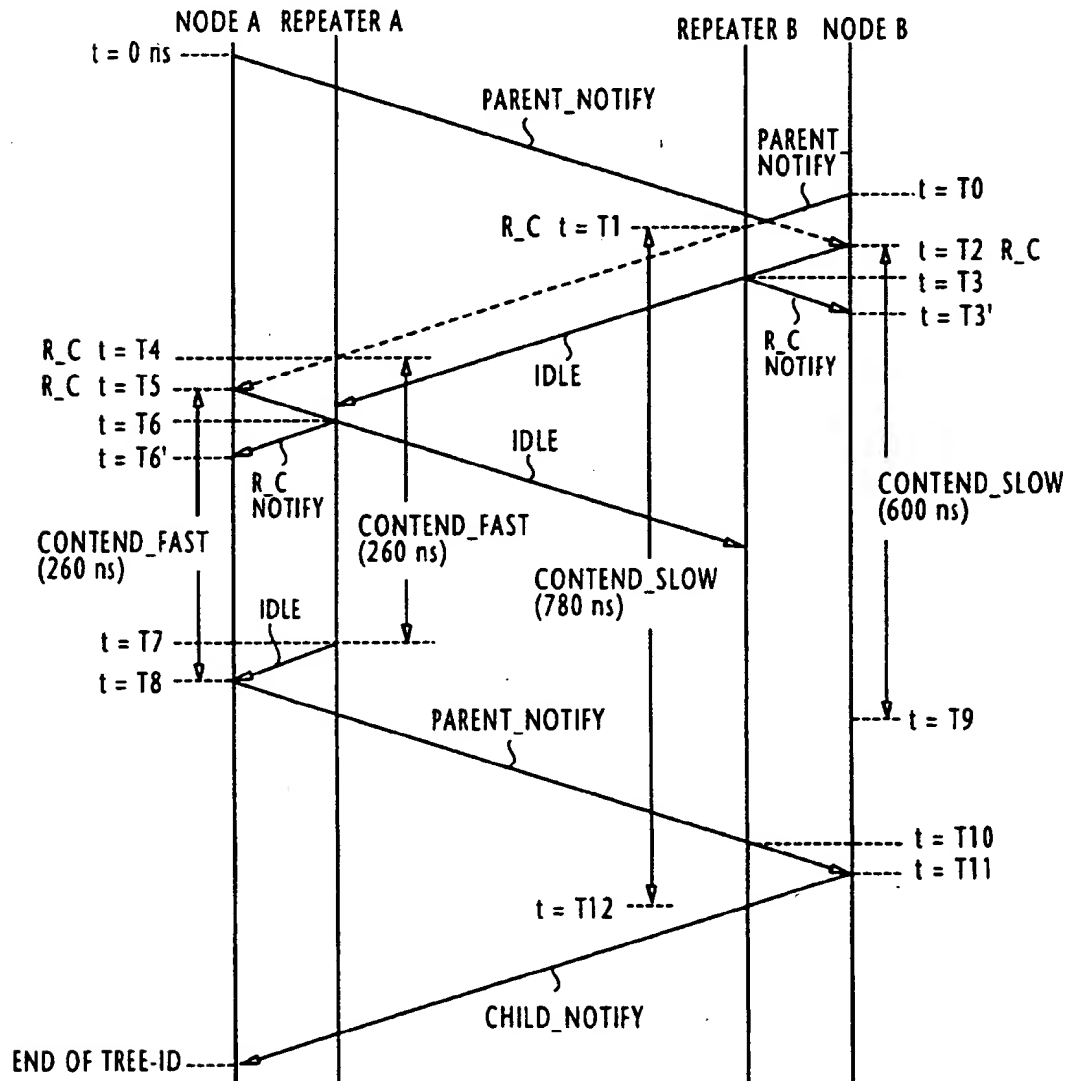 NODE A REPEATER A
REPEATER B NODE B
t = 0 ns
PARENT_NOTIFY
PARENT_
NOTIFY
t = T0
R_C t = T1
t = T2 R_C
t = T3
t = T3'
R_C
NOTIFY
R_C t = T4
IDLE
R_C t = T5
t = T6
IDLE
t = T6'
R_C
NOTIFY
CONTEND_SLOW
(600 ns)
CONTEND_FAST
(260 ns)
CONTEND_FAST
(260 ns)
CONTEND_SLOW
(780 ns)
IDLE
t = T7
t = T8
PARENT_NOTIFY
t = T9
t = T10
t = T11
t = T12
CHILD_NOTIFY
END OF TREE-ID